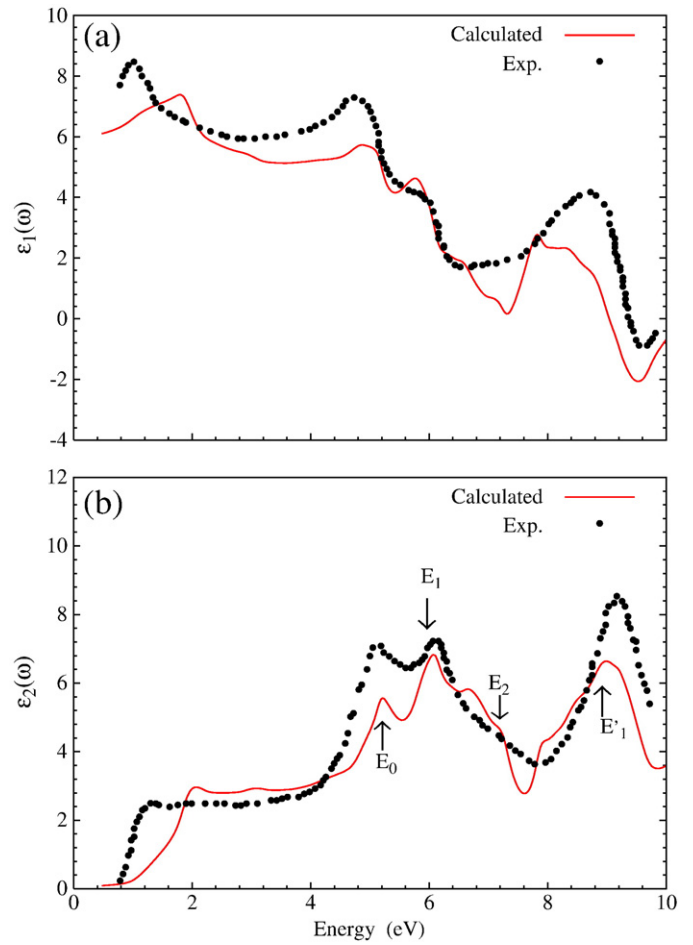 (a)
Calculated
Exp.
10
8
6
4
2
0
-2
-4
ε1(ω)
(b)
Calculated
Exp.
12
10
8
6
4
2
0
ε2(ω)
E1
E2
E0
E'1
0 2 4 6 8 10
Energy (eV)